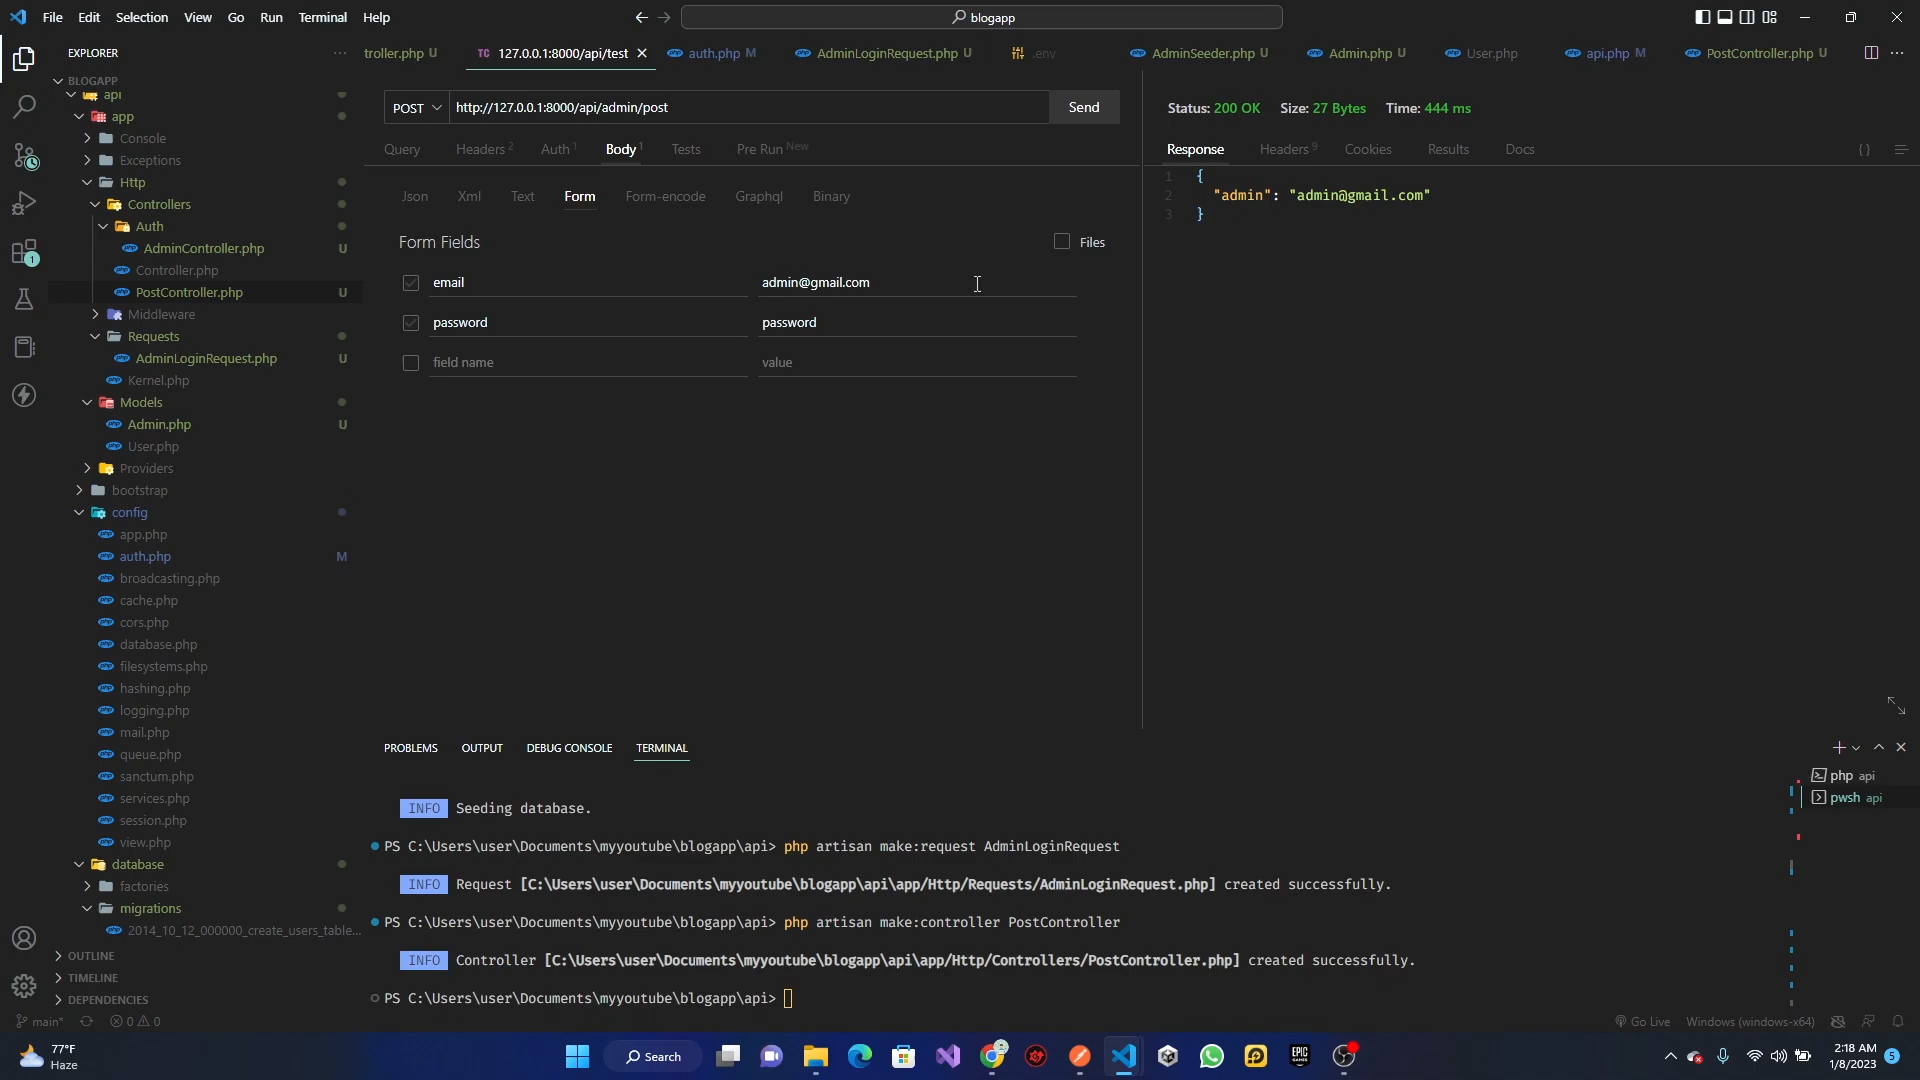 File Edit Selection View Go Run Terminal Help
blogapp
EXPLORER
BLOGAPP
api
app
Console
Exceptions
Http
Controllers
Auth
AdminController.php U
Controller.php
PostController.php U
Middleware
Requests
AdminLoginRequest.php U
Kernel.php
Models
Admin.php U
User.php
Providers
bootstrap
config
app.php
auth.php M
broadcasting.php
cache.php
cors.php
database.php
filesystems.php
hashing.php
logging.php
mail.php
queue.php
sanctum.php
services.php
session.php
view.php
database
factories
migrations
2014_10_12_000000_create_users_table...
OUTLINE
TIMELINE
DEPENDENCIES
troller.php U TC 127.0.0.1:8000/api/test auth.php M AdminLoginRequest.php U .env AdminSeeder.php U Admin.php U User.php api.php M PostController.php U
POST http://127.0.0.1:8000/api/admin/post Send
Query Headers 2 Auth 1 Body 1 Tests Pre Run New
Json Xml Text Form Form-encode Graphql Binary
Form Fields Files
email admin@gmail.com
password password
field name value
Status: 200 OK Size: 27 Bytes Time: 444 ms
Response Headers 9 Cookies Results Docs { }
1 {
2 "admin": "admin@gmail.com"
3 }
PROBLEMS OUTPUT DEBUG CONSOLE TERMINAL
php api
pwsh api
INFO Seeding database.
PS C:\Users\user\Documents\myyoutube\blogapp\api> php artisan make:request AdminLoginRequest
INFO Request [C:\Users\user\Documents\myyoutube\blogapp\api\app/Http/Requests/AdminLoginRequest.php] created successfully.
PS C:\Users\user\Documents\myyoutube\blogapp\api> php artisan make:controller PostController
INFO Controller [C:\Users\user\Documents\myyoutube\blogapp\api\app/Http/Controllers/PostController.php] created successfully.
PS C:\Users\user\Documents\myyoutube\blogapp\api>
1
main* 0 0 Go Live Windows (windows-x64)
77°F
Haze
Search
EPIC GAMES
2:18 AM
1/8/2023
5